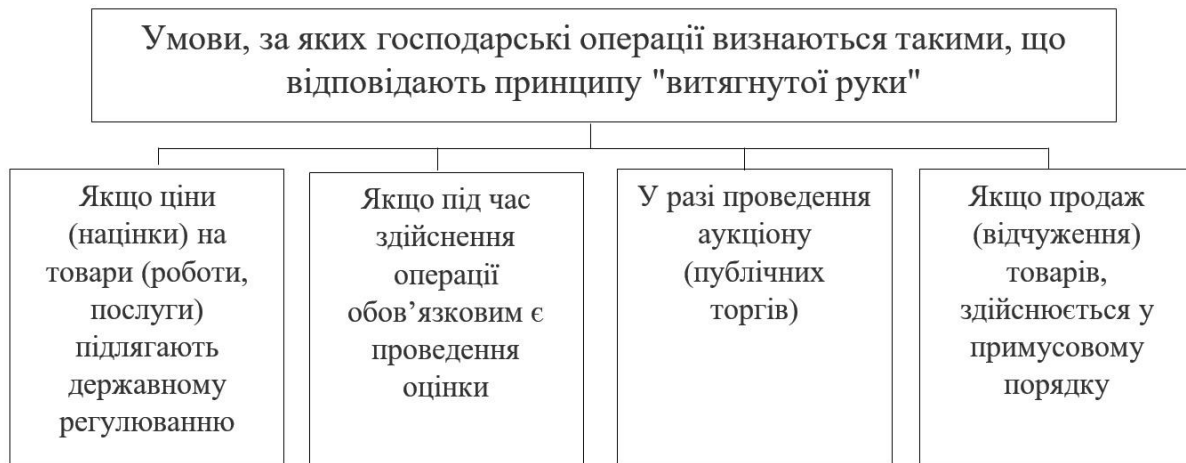 Умови, за яких господарські операції визнаються такими, що
відповідають принципу "витягнутої руки"
Якщо ціни
(націнки) на
товари (роботи,
послуги)
підлягають
державному
регулюванню
Якщо під час
здійснення
операції
обов’язковим є
проведення
оцінки
У разі проведення
аукціону
(публічних
торгів)
Якщо продаж
(відчуження)
товарів,
здійснюється у
примусовому
порядку